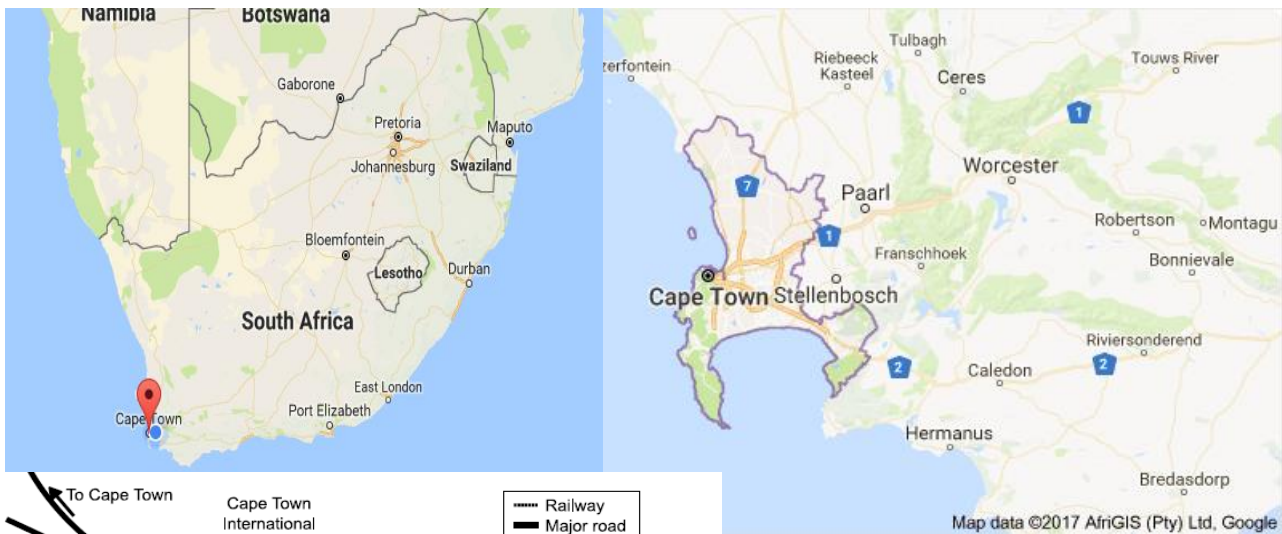 Namibia
Botswana
Gaborone
Pretoria
Johannesburg
Maputo
Swaziland
Bloemfontein
Lesotho
Durban
South Africa
East London
Port Elizabeth
Cape Town
Tulbagh
Riebeeck
Kasteel
zerfontein
Ceres
Touws River
1
Worcester
7
Paarl
Robertson
Montagu
1
Franschhoek
Bonnievale
Cape Town
Stellenbosch
Riviersonderend
2
2
Caledon
Hermanus
Bredasdorp
Map data ©2017 AfriGIS (Pty) Ltd, Google
To Cape Town
Cape Town
International
Railway
Major road